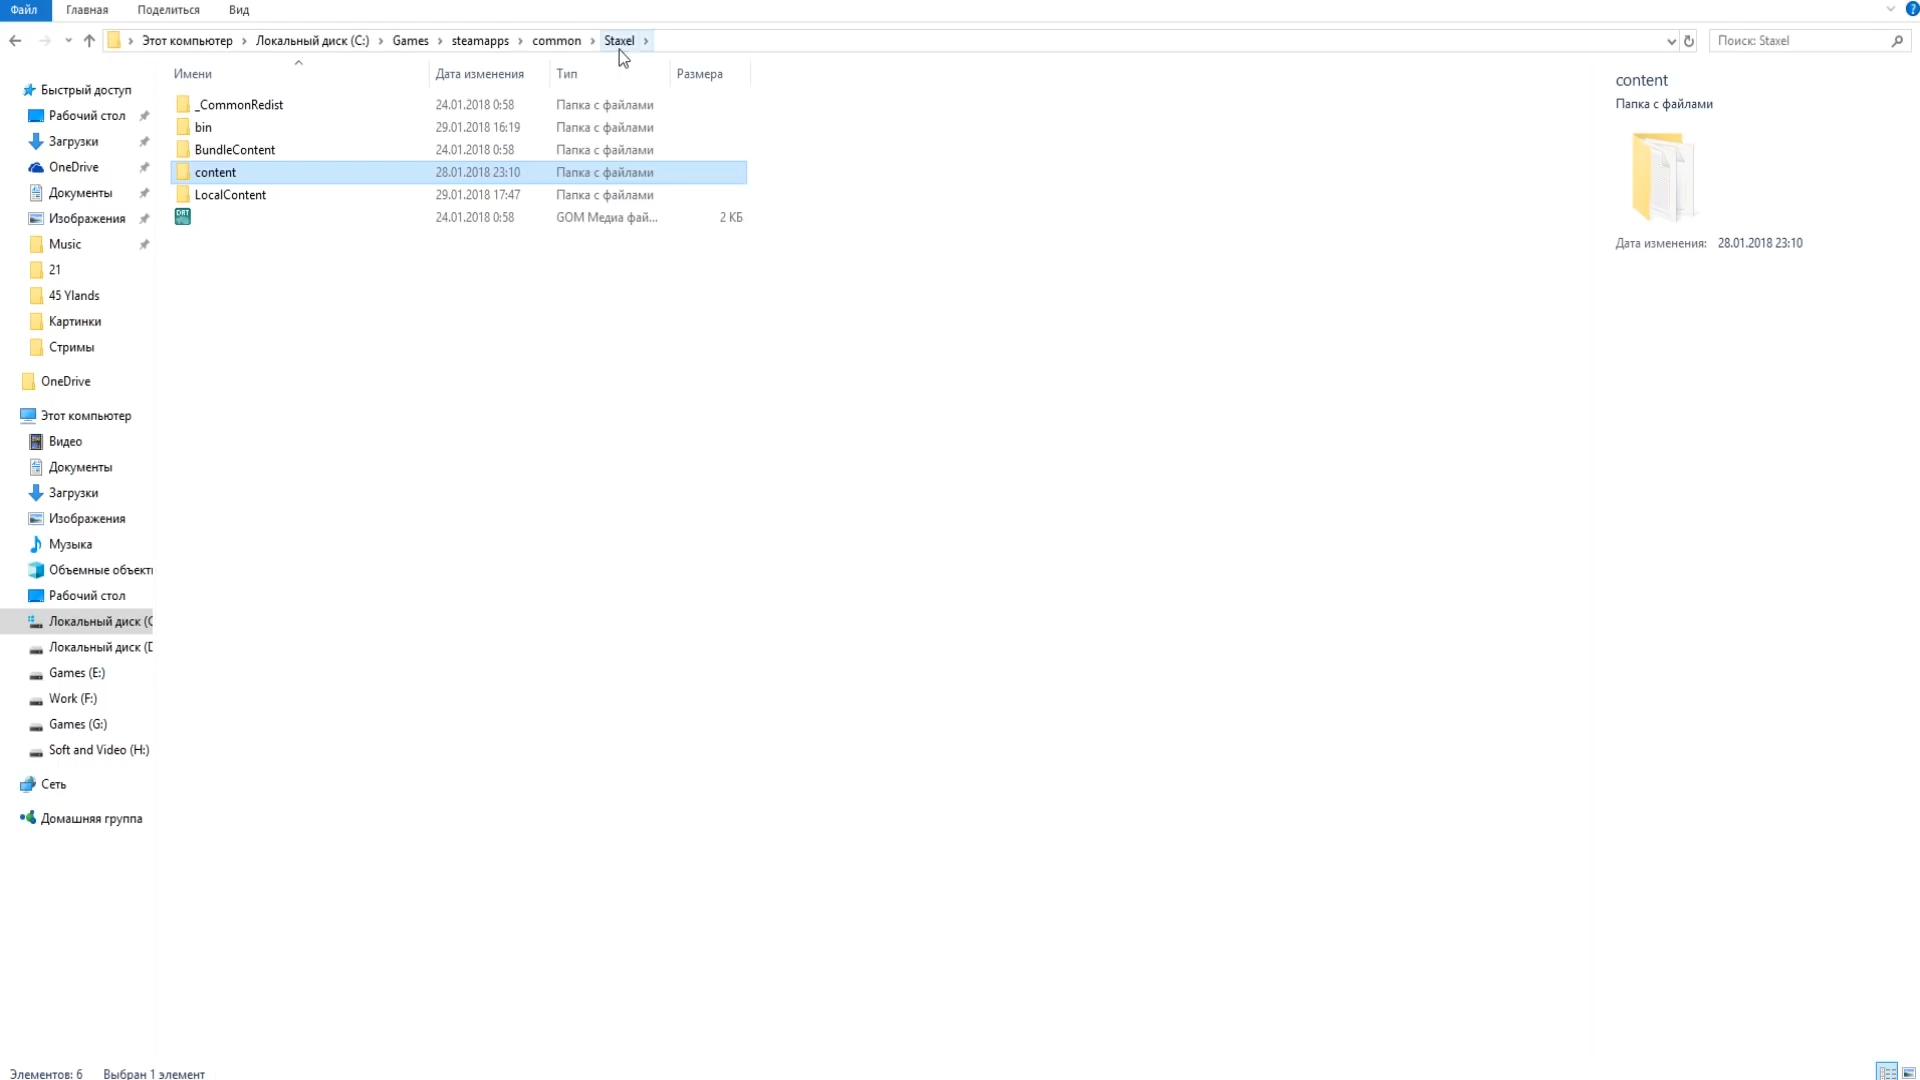 Файл Главная Поделиться Вид
Этот компьютер Локальный диск (C:) Games steamapps common Staxel
Поиск: Staxel
Имени Дата изменения Тип Размера
_CommonRedist 24.01.2018 0:58 Папка с файлами
bin 29.01.2018 16:19 Папка с файлами
BundleContent 24.01.2018 0:58 Папка с файлами
content 28.01.2018 23:10 Папка с файлами
LocalContent 29.01.2018 17:47 Папка с файлами
24.01.2018 0:58 GOM Медиа фай... 2 КБ
Быстрый доступ
Рабочий стол
Загрузки
OneDrive
Документы
Изображения
Music
21
45 Ylands
Картинки
Стримы
OneDrive
Этот компьютер
Видео
Документы
Загрузки
Изображения
Музыка
Объемные объект
Рабочий стол
Локальный диск (C
Локальный диск (D
Games (E:)
Work (F:)
Games (G:)
Soft and Video (H:)
Сеть
Домашняя группа
content
Папка с файлами
Дата изменения: 28.01.2018 23:10
Элементов: 6 Выбран 1 элемент